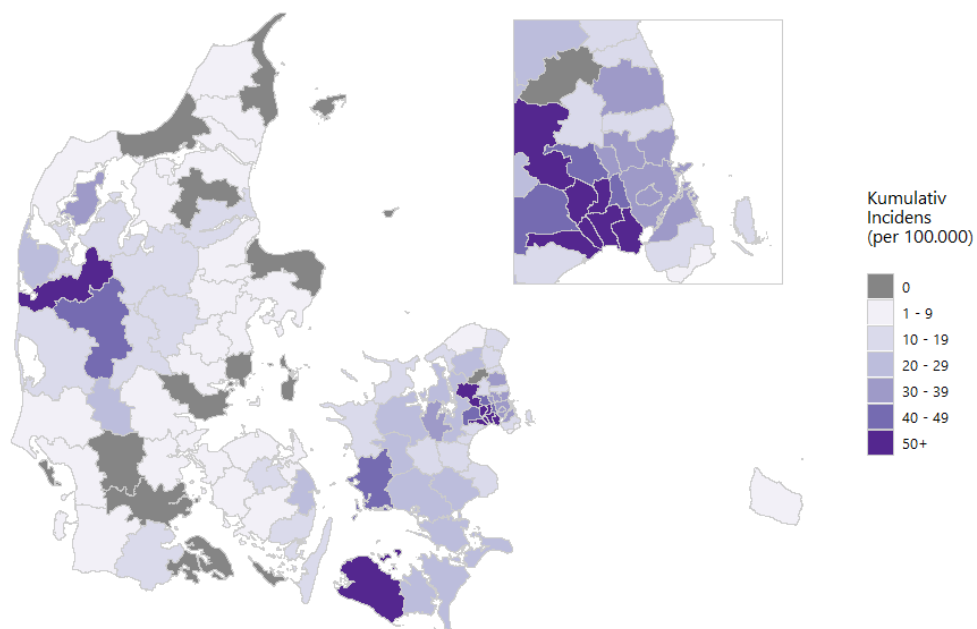 Kumulativ
Incidens
(per 100.000)
0
1 - 9
10 - 19
20 - 29
30 - 39
40 - 49
50+